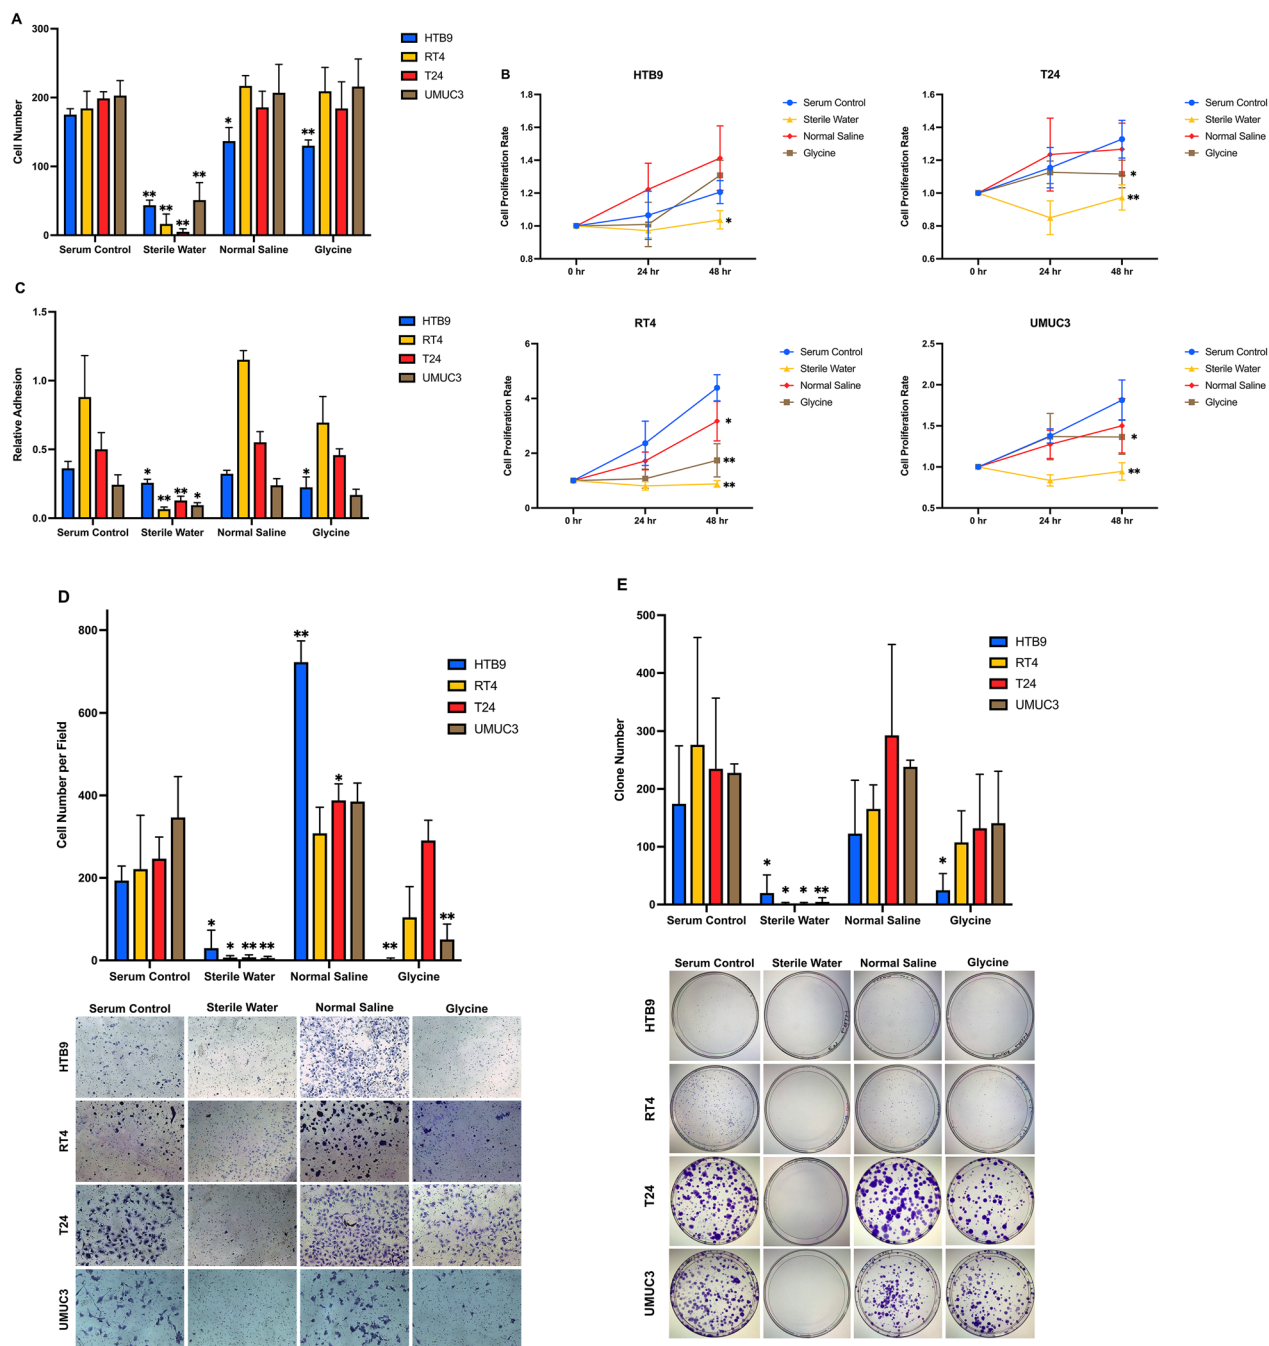 A
300
200
100
0
Cell Number
** ** ** **
* **
Serum Control Sterile Water Normal Saline Glycine
HTB9
RT4
T24
UMUC3
B
HTB9
1.6
1.4
1.2
1.0
0.8
Cell Proliferation Rate
*
0 hr 24 hr 48 hr
Serum Control
Sterile Water
Normal Saline
Glycine
T24
1.6
1.4
1.2
1.0
0.8
0.6
Cell Proliferation Rate
*
**
0 hr 24 hr 48 hr
Serum Control
Sterile Water
Normal Saline
Glycine
C
1.5
1.0
0.5
0.0
Relative Adhesion
* ** ** * *
Serum Control Sterile Water Normal Saline Glycine
HTB9
RT4
T24
UMUC3
RT4
6
4
2
0
Cell Proliferation Rate
*
**
**
0 hr 24 hr 48 hr
Serum Control
Sterile Water
Normal Saline
Glycine
UMUC3
2.5
2.0
1.5
1.0
0.5
Cell Proliferation Rate
*
**
0 hr 24 hr 48 hr
Serum Control
Sterile Water
Normal Saline
Glycine
D
800
600
400
200
0
Cell Number per Field
* * ** **
** *
** **
Serum Control Sterile Water Normal Saline Glycine
HTB9
RT4
T24
UMUC3
Serum Control Sterile Water Normal Saline Glycine
HTB9
RT4
T24
UMUC3
E
500
400
300
200
100
0
Clone Number
* * * **
*
Serum Control Sterile Water Normal Saline Glycine
HTB9
RT4
T24
UMUC3
Serum Control Sterile Water Normal Saline Glycine
HTB9
RT4
T24
UMUC3